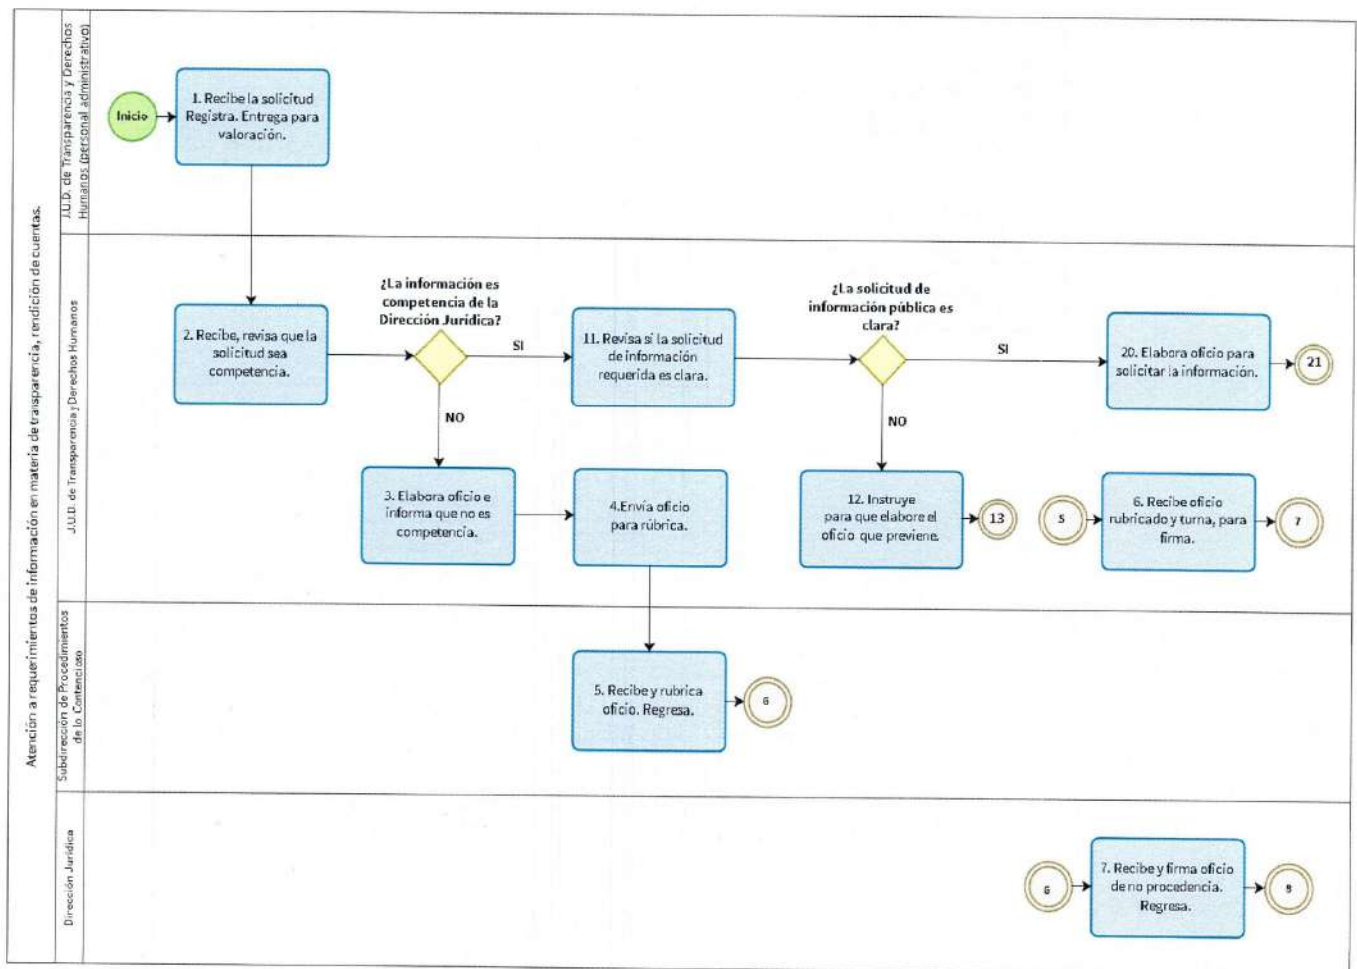 Atención a requerimientos de información en materia de transparencia, rendición de cuentas.
J.U.D. de Transparencia y Derechos
Humanos (personal administrativo)
Inicio
1. Recibe la solicitud
Registra. Entrega para
valoración.
J.U.D. de Transparencia y Derechos Humanos
2. Recibe, revisa que la
solicitud sea
competencia.
¿La información es
competencia de la
Dirección Jurídica?
SI
NO
11. Revisa si la solicitud
de información
requerida es clara.
¿La solicitud de
información pública es
clara?
SI
NO
20. Elabora oficio para
solicitar la información.
21
3. Elabora oficio e
informa que no es
competencia.
4.Envía oficio
para rúbrica.
12. Instruye
para que elabore el
oficio que previene.
13
5
6. Recibe oficio
rubricado y turna, para
firma.
7
Subdirección de Procedimientos
de lo Contencioso
5. Recibe y rubrica
oficio. Regresa.
6
Dirección Jurídica
6
7. Recibe y firma oficio
de no procedencia.
Regresa.
8